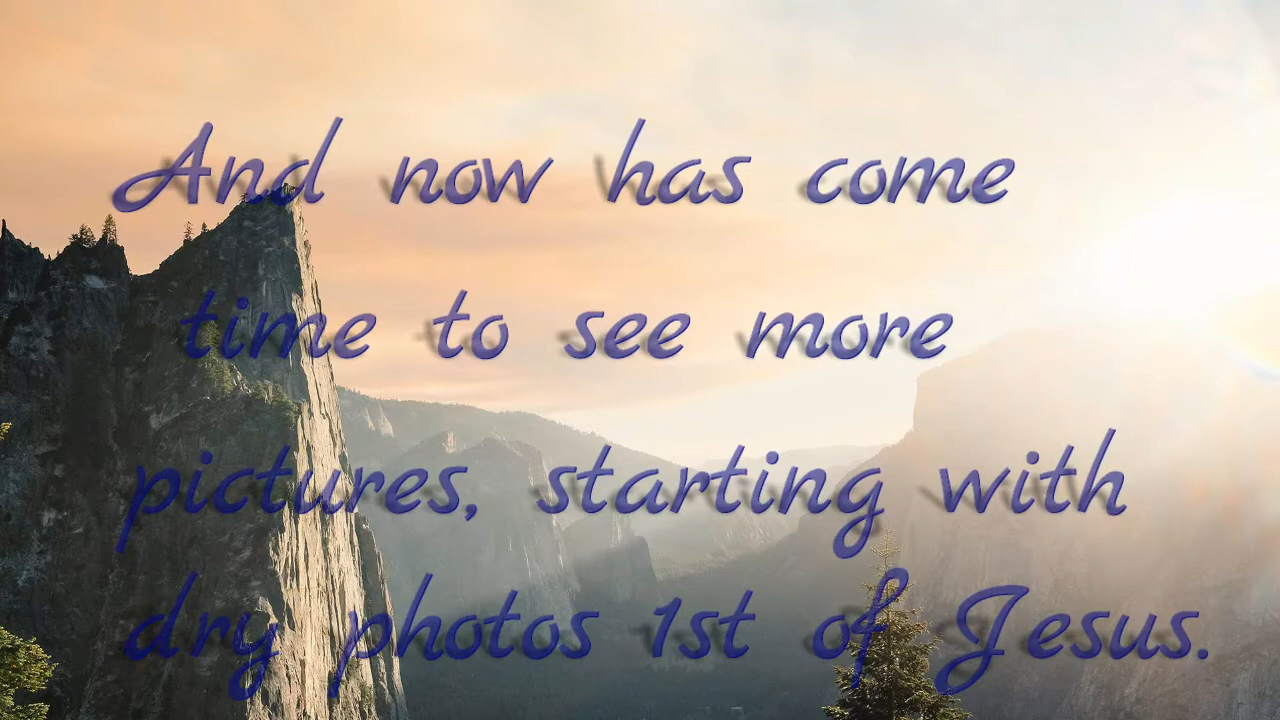 And now has come
time to see more
pictures, starting with
dry photos 1st of Jesus.